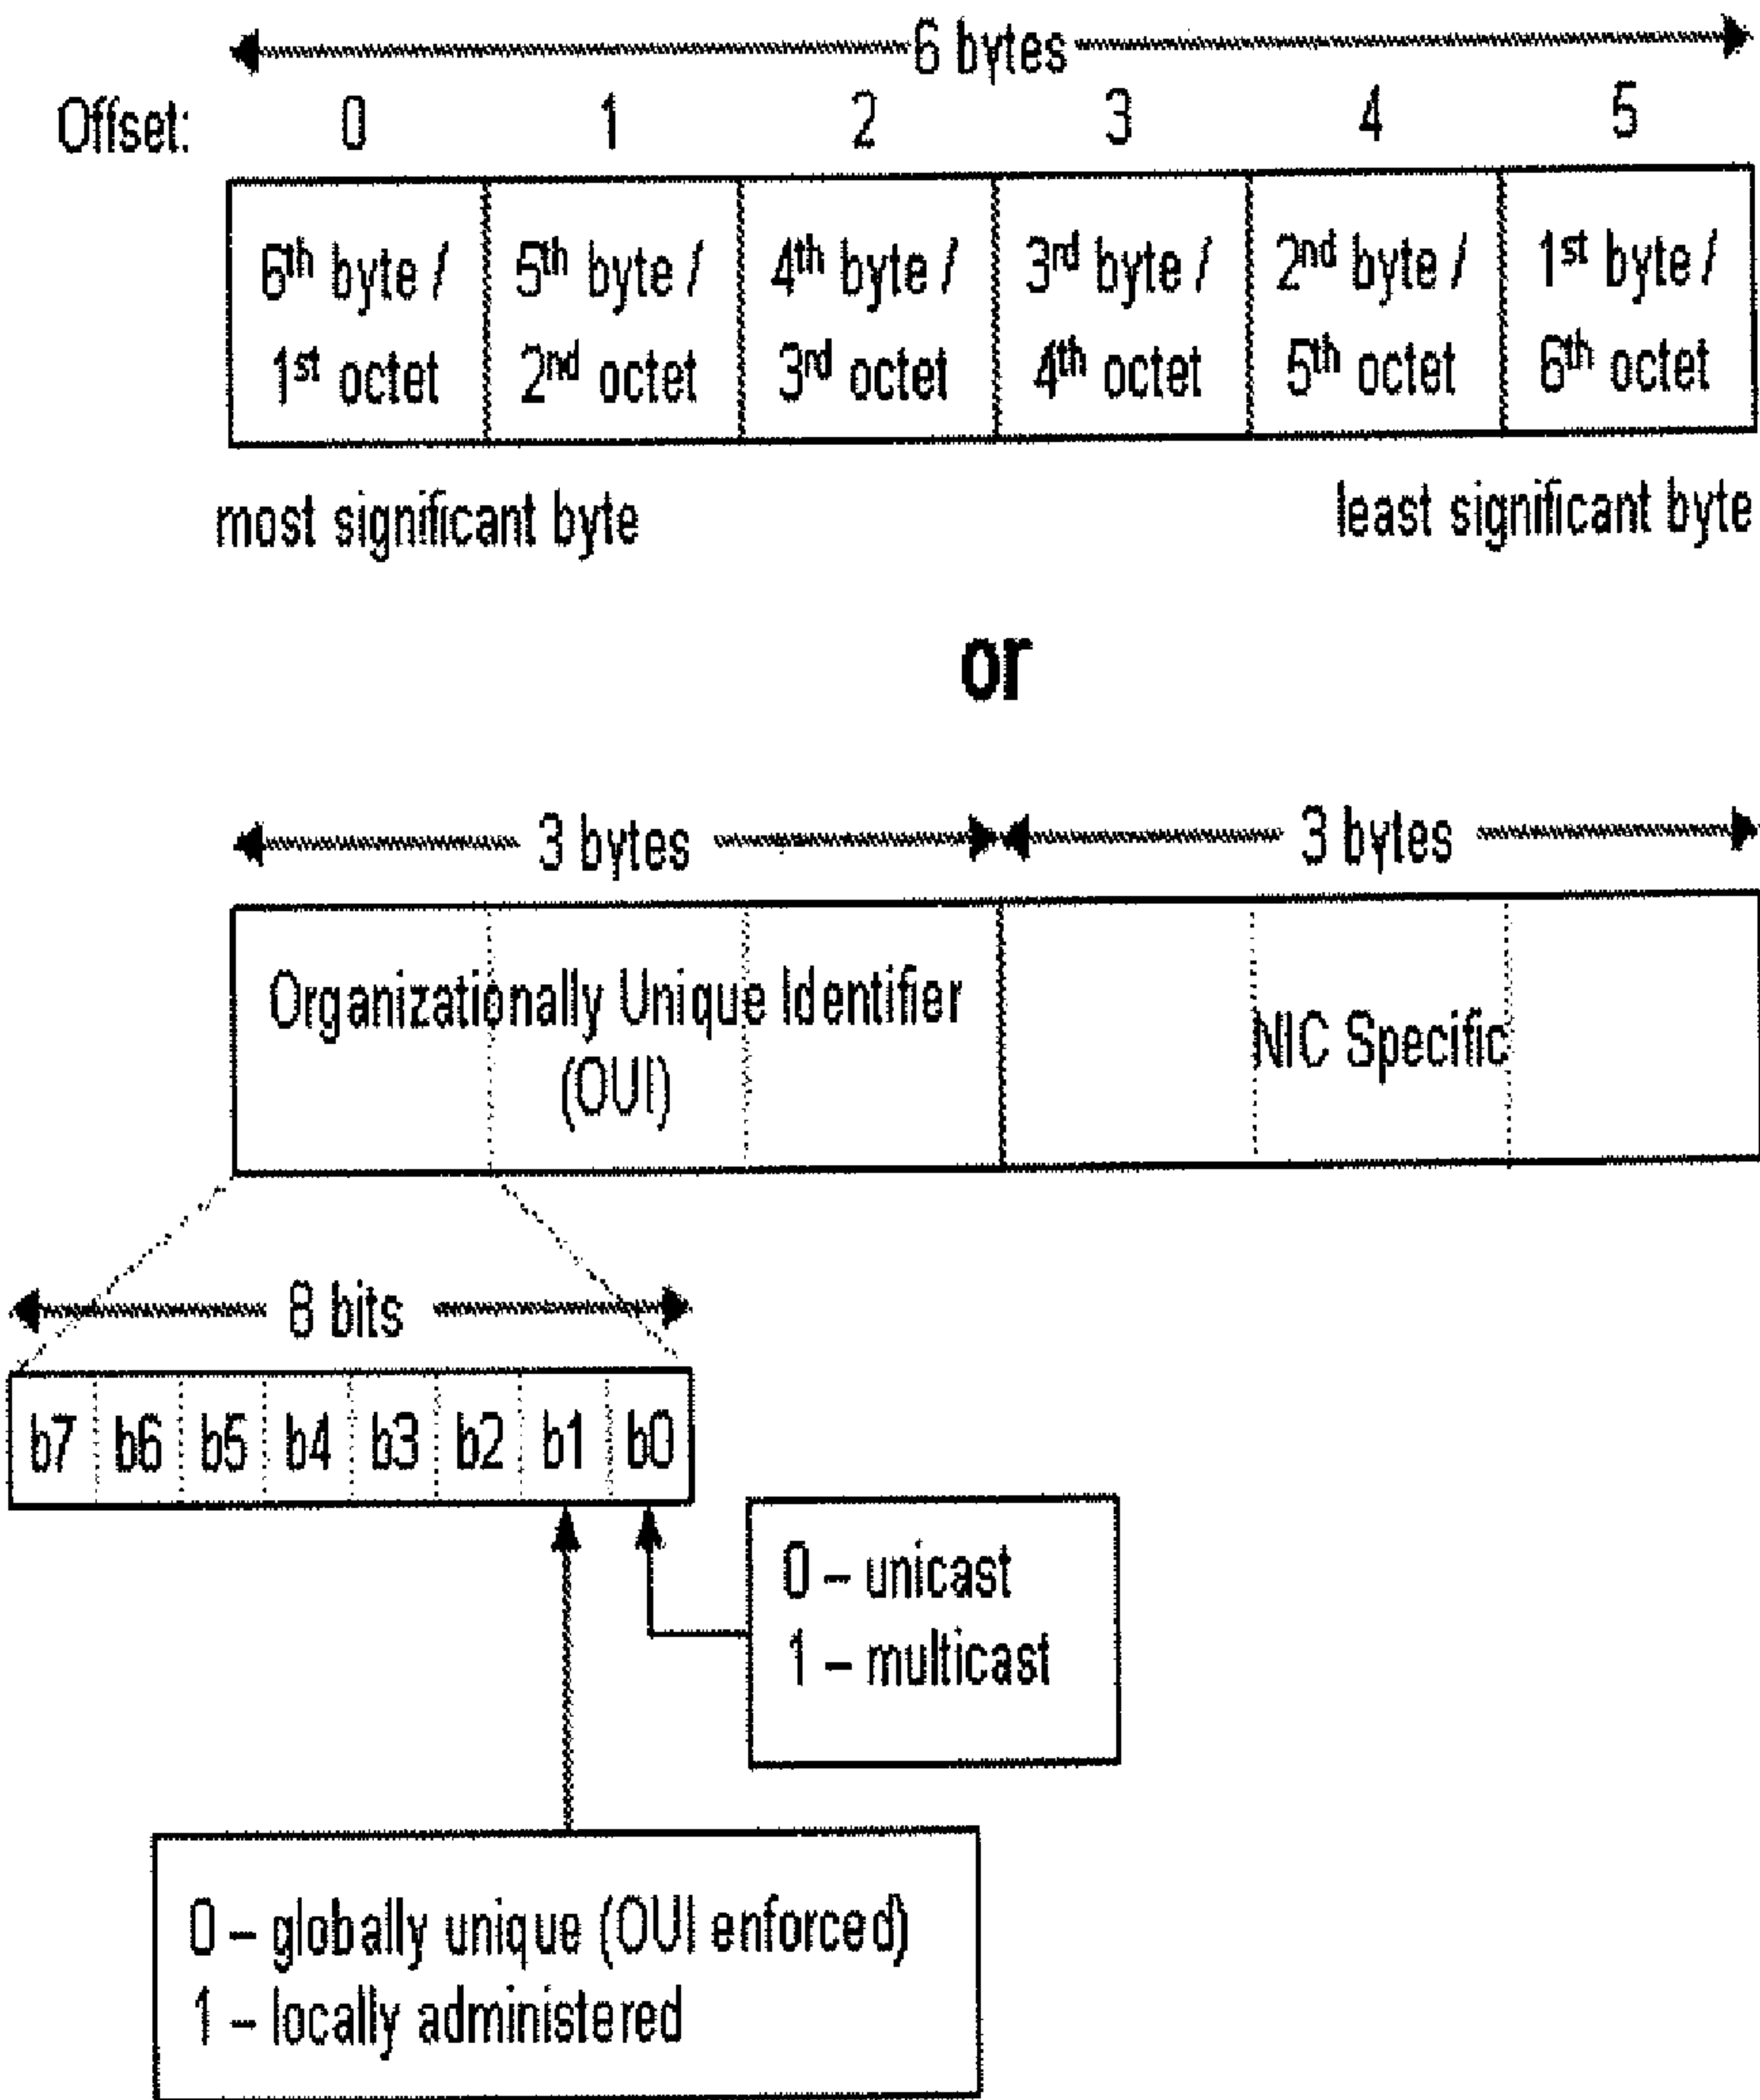 6 bytes
Offset: 0 1 2 3 4 5
6th byte / 5th byte / 4th byte / 3rd byte / 2nd byte / 1st byte /
1st octet 2nd octet 3rd octet 4th octet 5th octet 6th octet
most significant byte least significant byte
or
3 bytes 3 bytes
Organizationally Unique Identifier
(OUI)
NIC Specific
8 bits
b7 b6 b5 b4 b3 b2 b1 b0
0 – unicast
1 – multicast
0 – globally unique (OUI enforced)
1 – locally administered